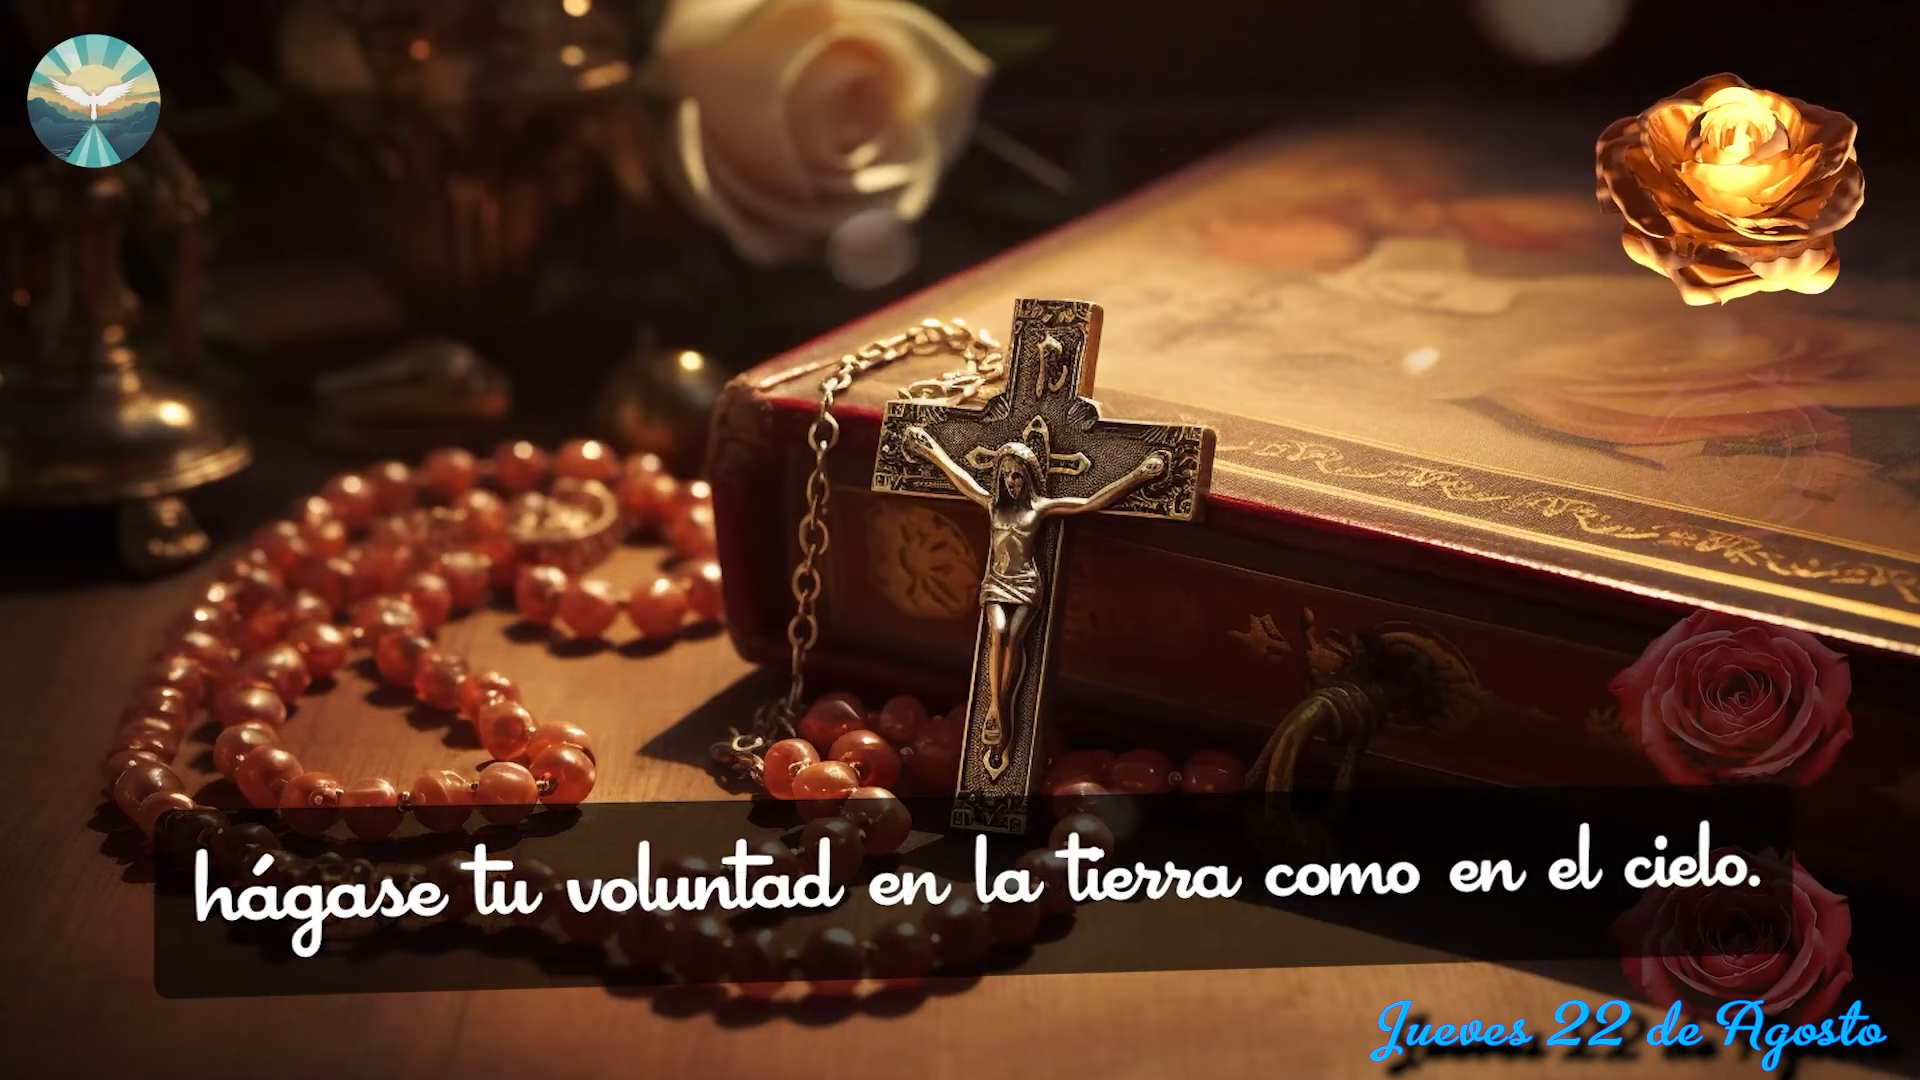 hágase tu voluntad en la tierra como en el cielo.
Jueves 22 de Agosto